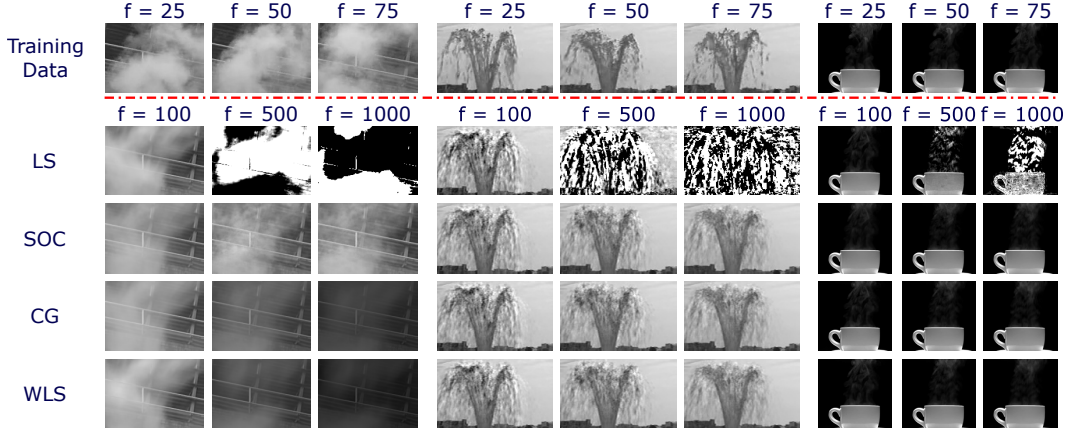 f = 25 f = 50 f = 75 f = 25 f = 50 f = 75 f = 25 f = 50 f = 75
Training
Data
f = 100 f = 500 f = 1000 f = 100 f = 500 f = 1000 f = 100 f = 500 f = 1000
LS
SOC
CG
WLS